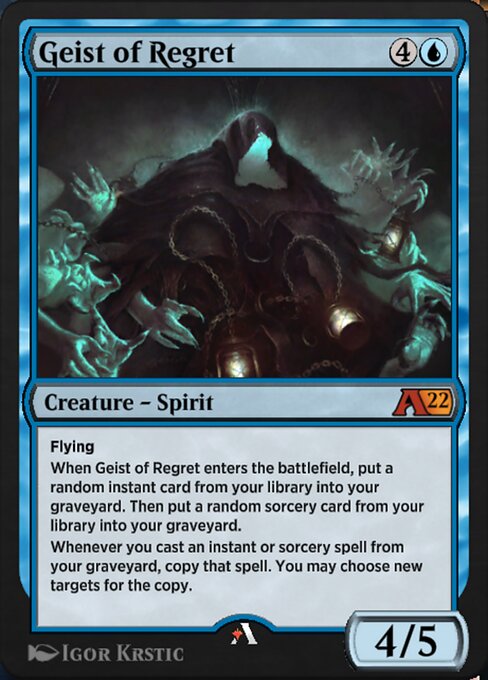 Geist of Regret 4
Creature – Spirit A22
Flying
When Geist of Regret enters the battlefield, put a
random instant card from your library into your
graveyard. Then put a random sorcery card from your
library into your graveyard.
Whenever you cast an instant or sorcery spell from
your graveyard, copy that spell. You may choose new
targets for the copy.
4/5
Igor Krstic